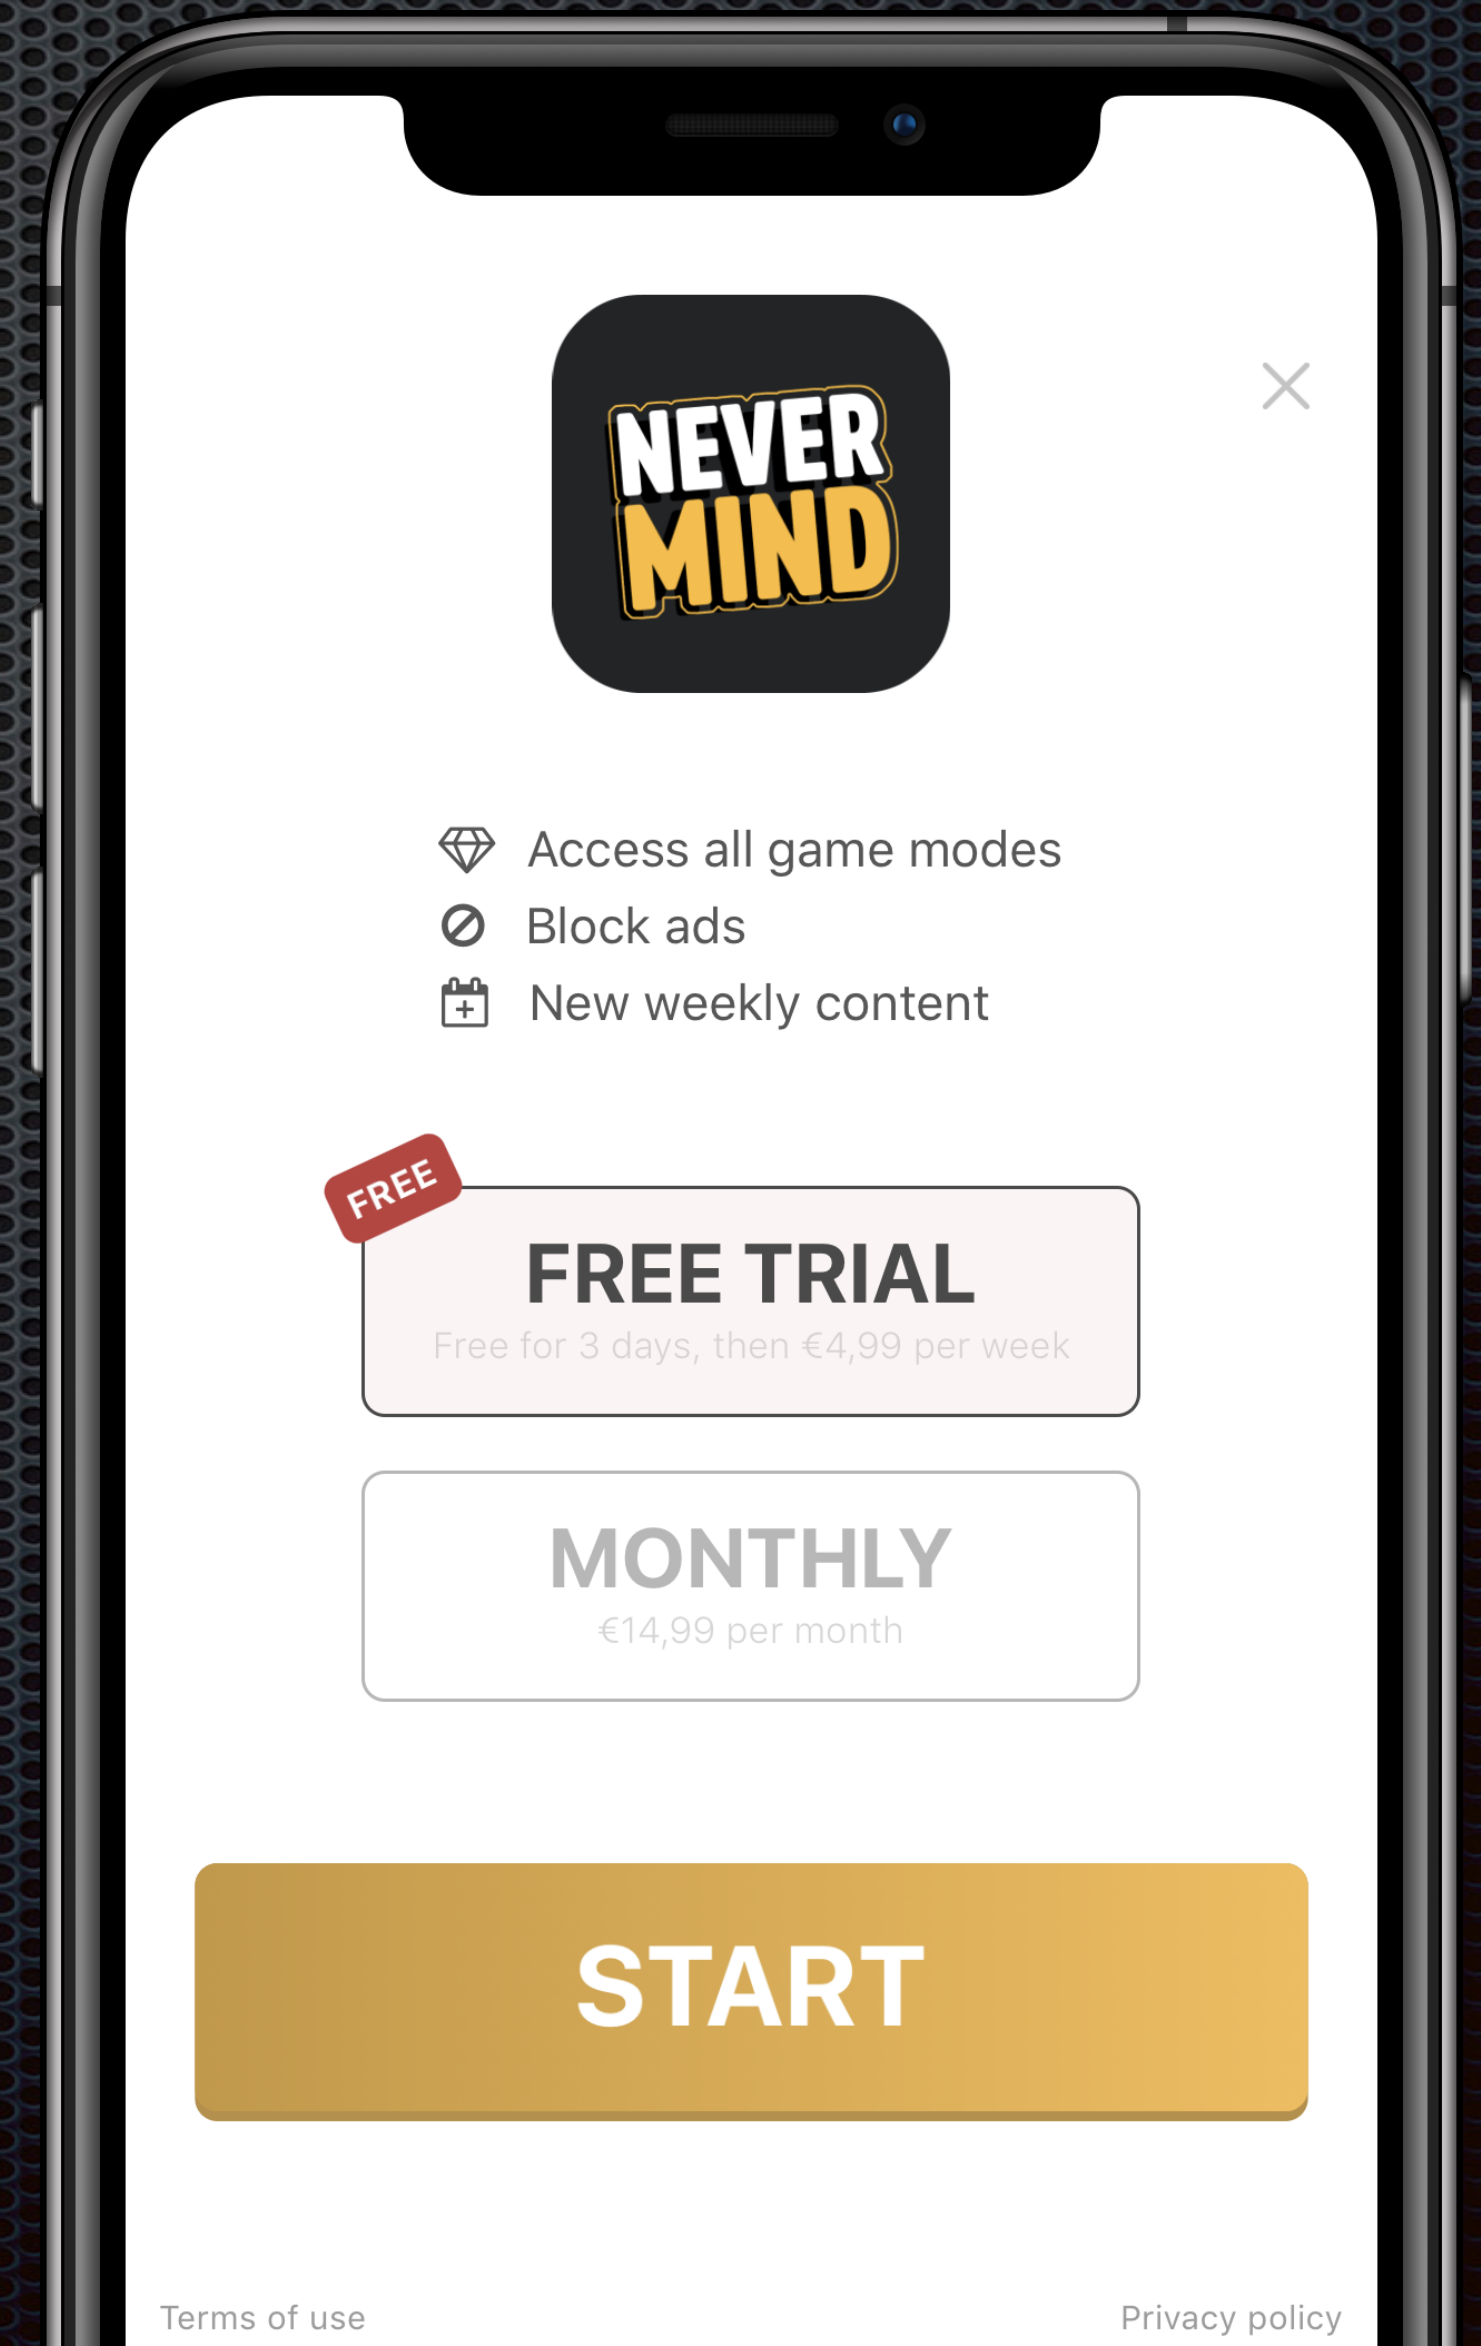 NEVER
MIND
Access all game modes
Block ads
New weekly content
FREE
FREE TRIAL
Free for 3 days, then €4,99 per week
MONTHLY
€14,99 per month
START
Terms of use
Privacy policy